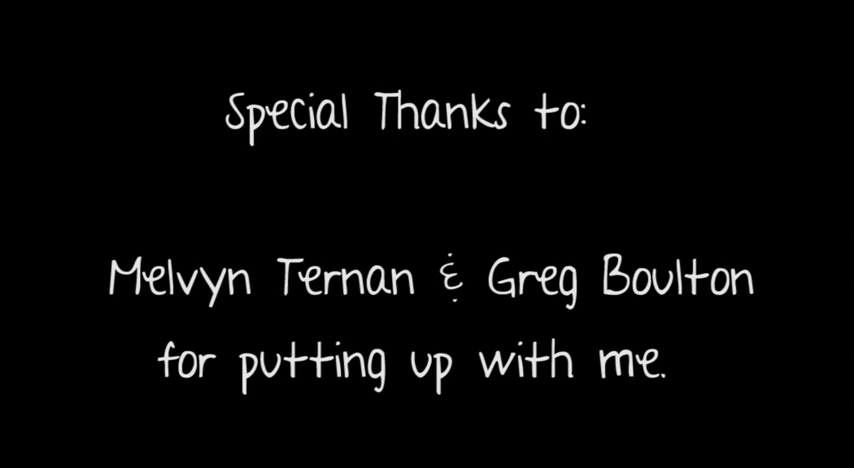 Special Thanks to:
Melvyn Ternan & Greg Boulton
for putting up with me.